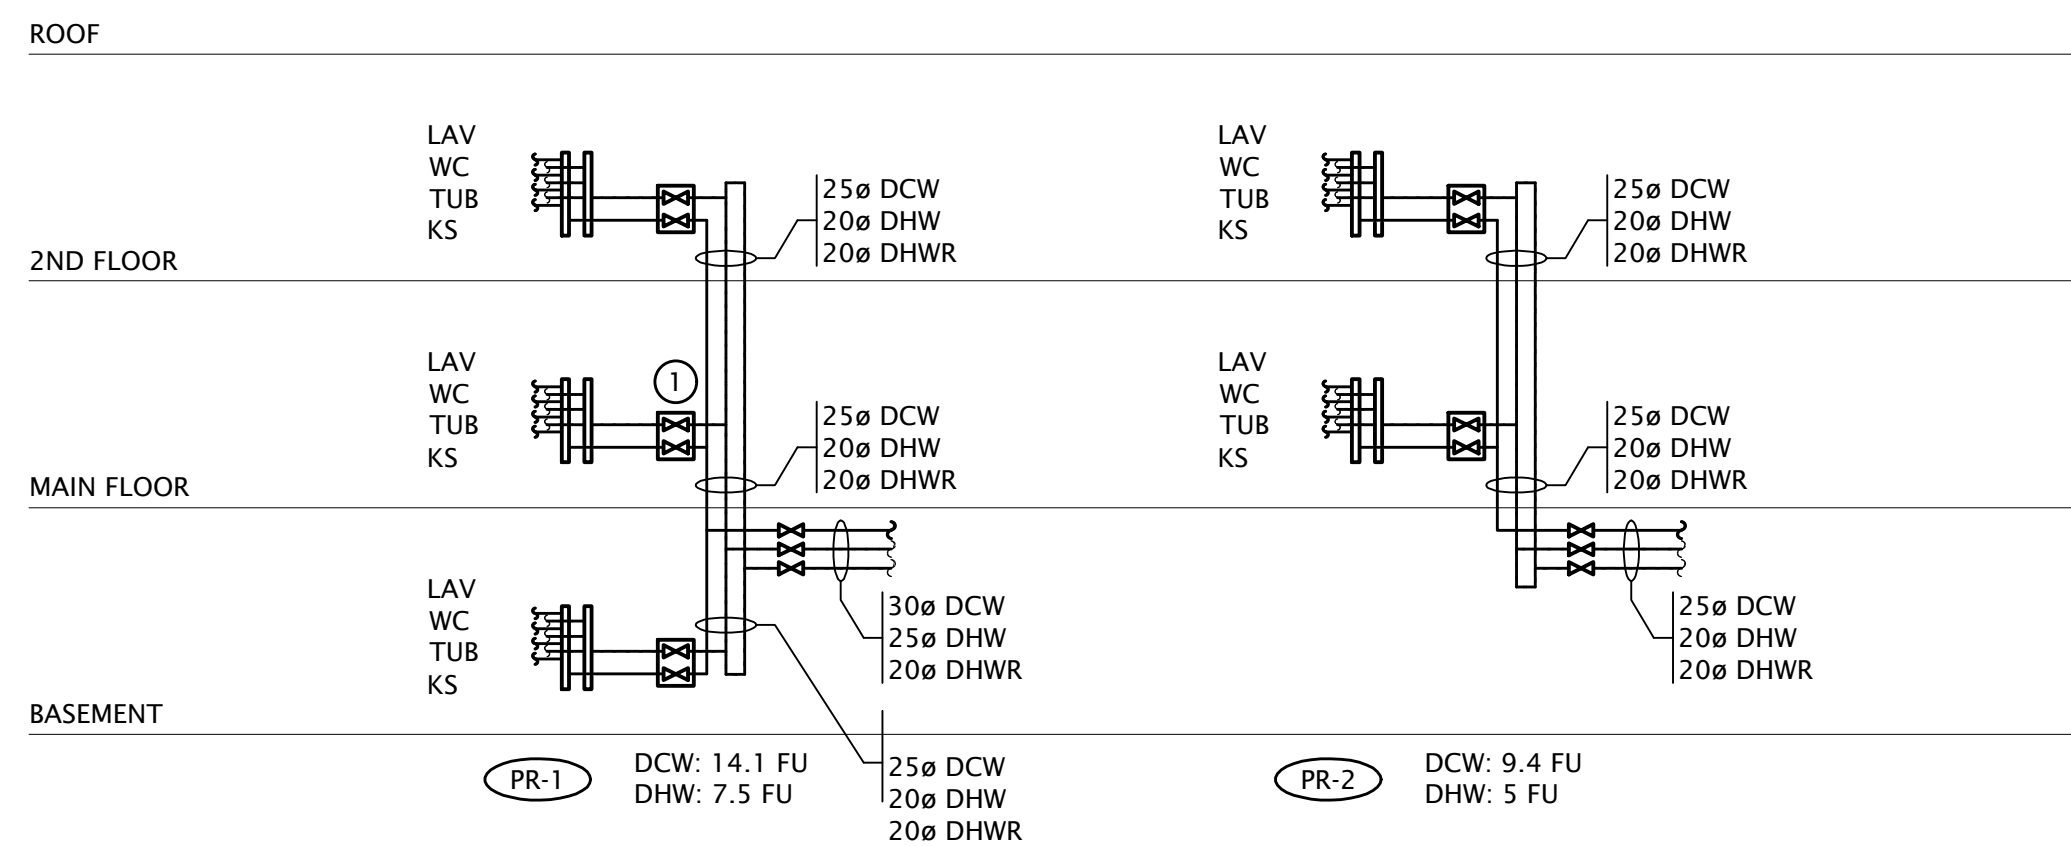 ROOF
LAV
WC
TUB
KS
25ø DCW
20ø DHW
20ø DHWR
LAV
WC
TUB
KS
25ø DCW
20ø DHW
20ø DHWR
2ND FLOOR
LAV
WC
TUB
KS
1
25ø DCW
20ø DHW
20ø DHWR
LAV
WC
TUB
KS
25ø DCW
20ø DHW
20ø DHWR
MAIN FLOOR
LAV
WC
TUB
KS
30ø DCW
25ø DHW
20ø DHWR
25ø DCW
20ø DHW
20ø DHWR
BASEMENT
PR-1
DCW: 14.1 FU
DHW: 7.5 FU
25ø DCW
20ø DHW
20ø DHWR
PR-2
DCW: 9.4 FU
DHW: 5 FU